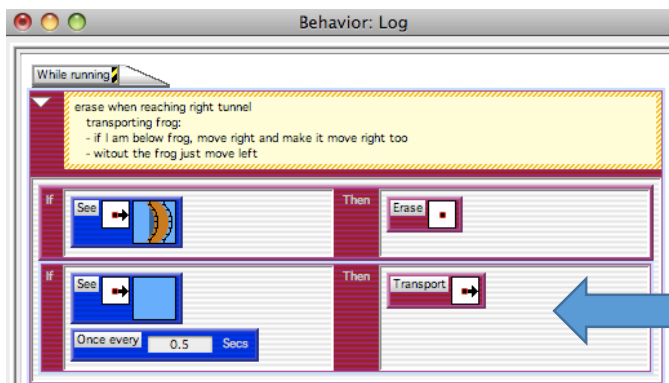 Behavior: Log
While running
erase when reaching right tunnel
transporting frog:
- if I am below frog, move right and make it move right too
- witout the frog just move left
If See Then Erase
If See Then Transport
Once every 0.5 Secs